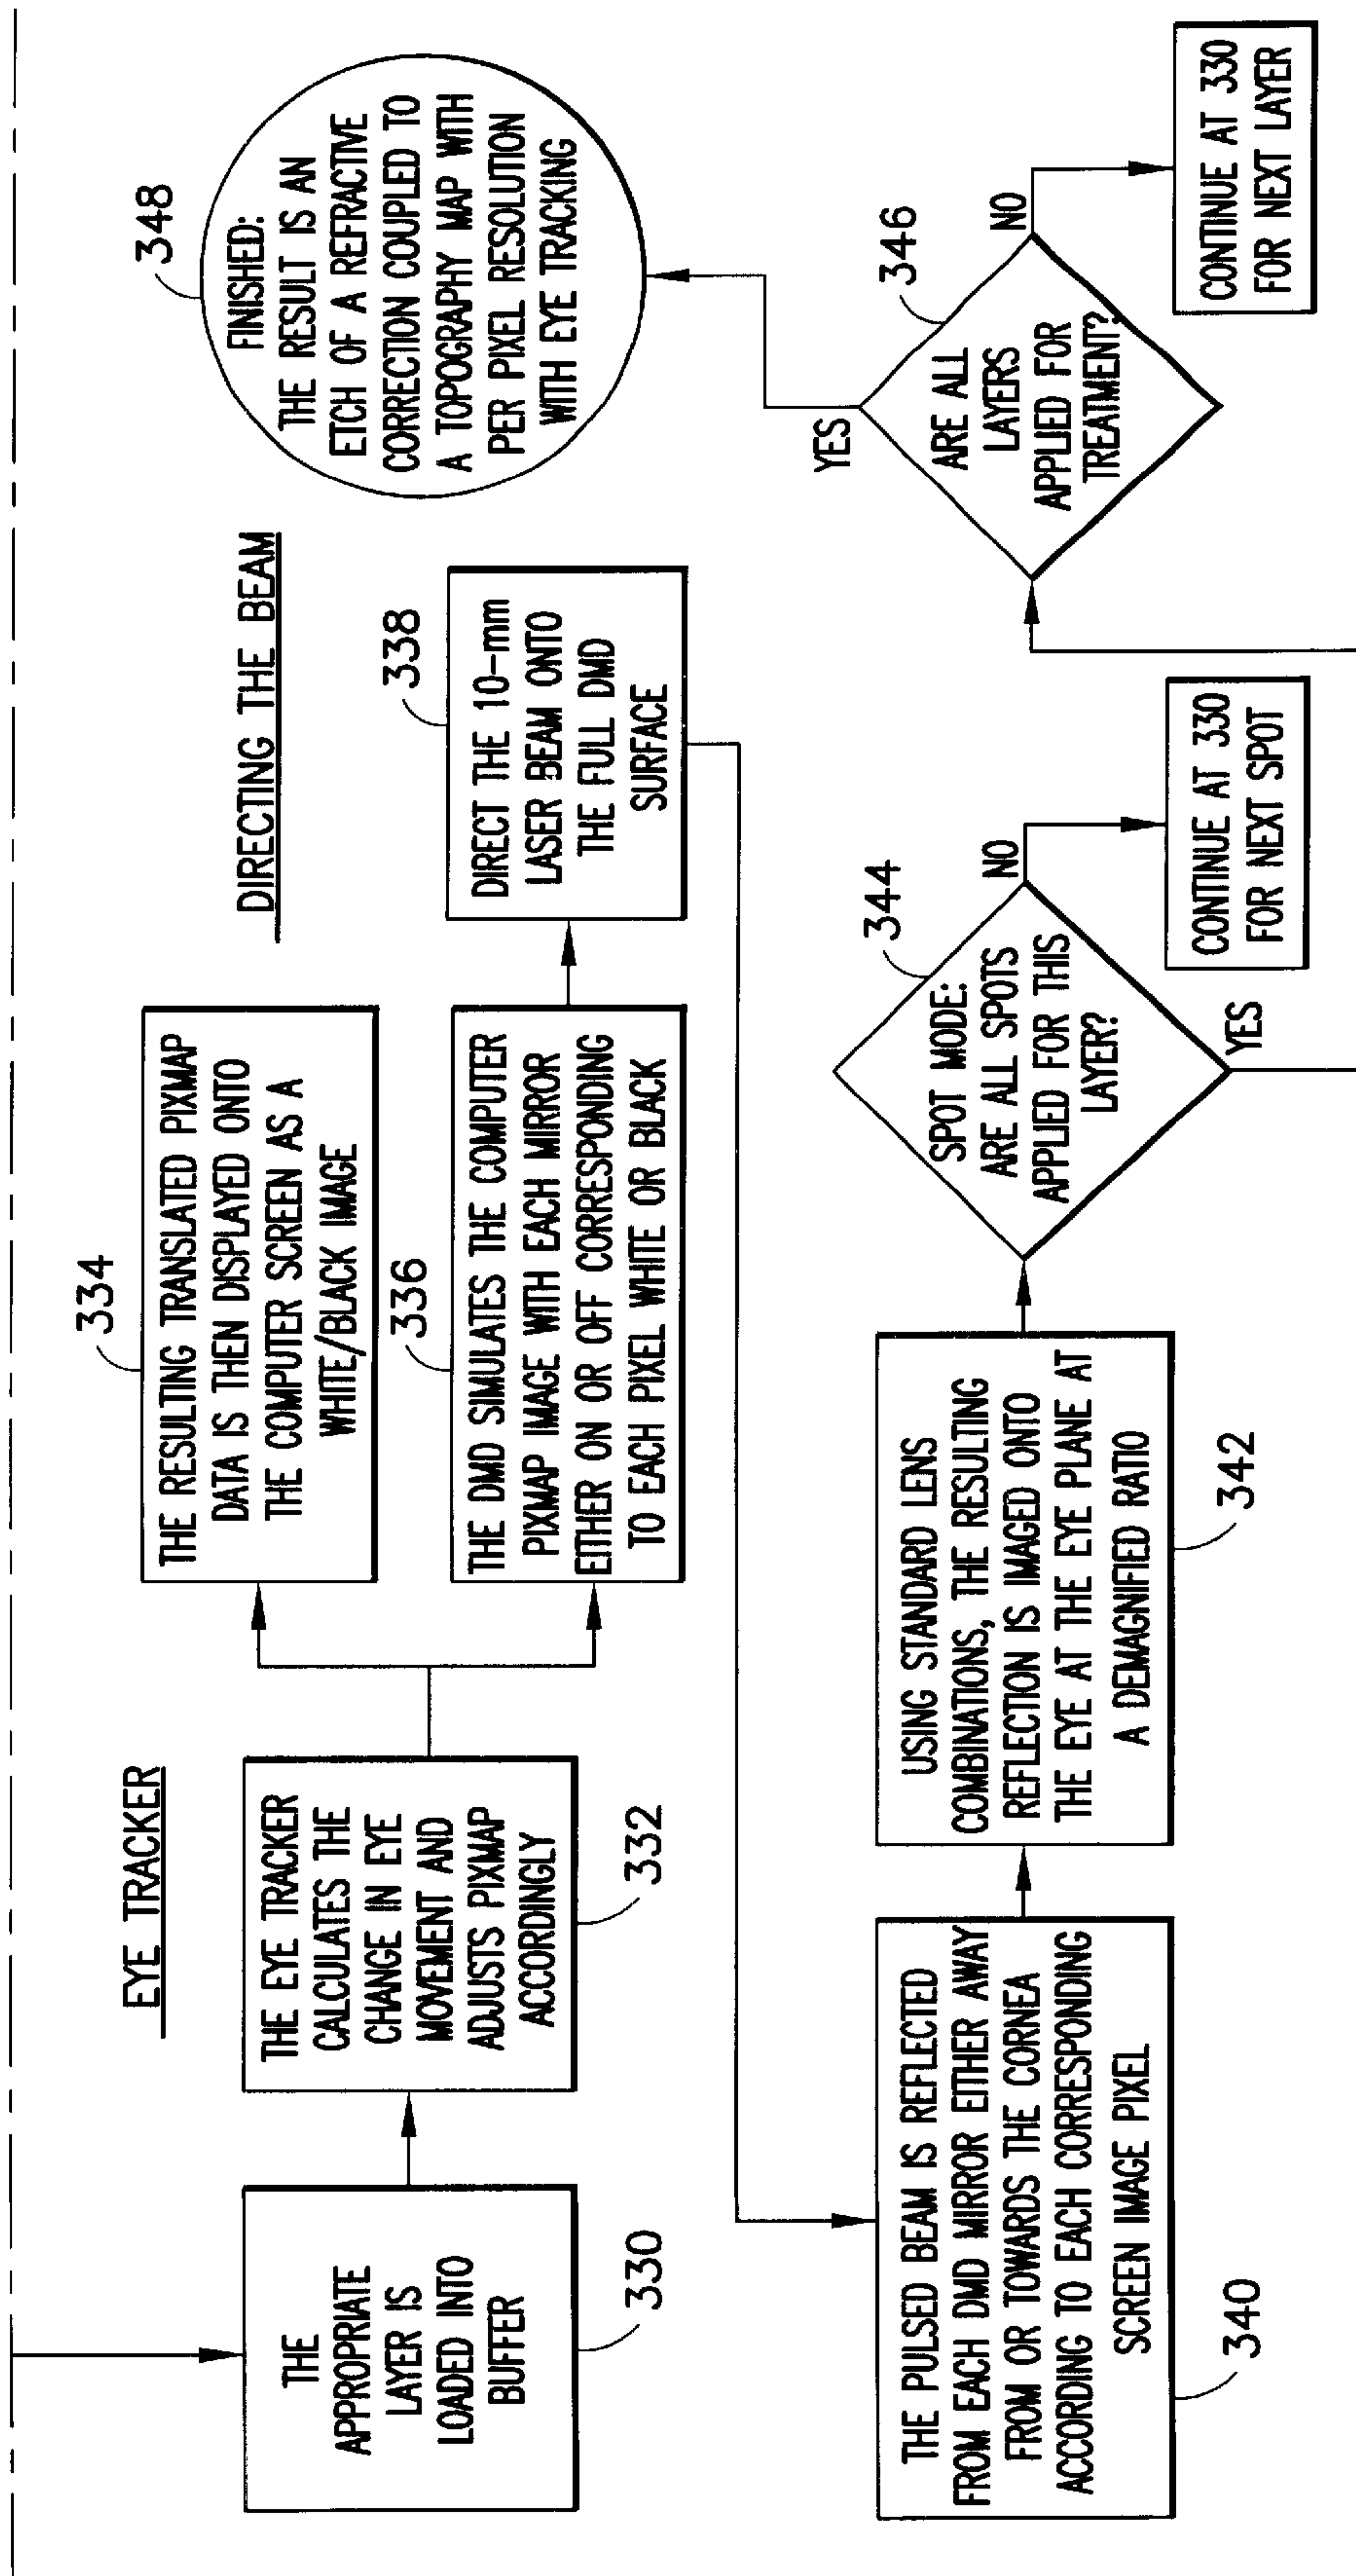 EYE TRACKER
THE
APPROPRIATE
LAYER IS
LOADED INTO
BUFFER
330
THE EYE TRACKER
CALCULATES THE
CHANGE IN EYE
MOVEMENT AND
ADJUSTS PIXMAP
ACCORDINGLY
332
334
THE RESULTING TRANSLATED PIXMAP
DATA IS THEN DISPLAYED ONTO
THE COMPUTER SCREEN AS A
WHITE/BLACK IMAGE
336
THE DMD SIMULATES THE COMPUTER
PIXMAP IMAGE WITH EACH MIRROR
EITHER ON OR OFF CORRESPONDING
TO EACH PIXEL WHITE OR BLACK
DIRECTING THE BEAM
338
DIRECT THE 10-mm
LASER BEAM ONTO
THE FULL DMD
SURFACE
THE PULSED BEAM IS REFLECTED
FROM EACH DMD MIRROR EITHER AWAY
FROM OR TOWARDS THE CORNEA
ACCORDING TO EACH CORRESPONDING
SCREEN IMAGE PIXEL
340
USING STANDARD LENS
COMBINATIONS, THE RESULTING
REFLECTION IS IMAGED ONTO
THE EYE AT THE EYE PLANE AT
A DEMAGNIFIED RATIO
342
344
SPOT MODE:
ARE ALL SPOTS
APPLIED FOR THIS
LAYER?
NO
YES
CONTINUE AT 330
FOR NEXT SPOT
346
ARE ALL
LAYERS
APPLIED FOR
TREATMENT?
YES
NO
CONTINUE AT 330
FOR NEXT LAYER
348
FINISHED:
THE RESULT IS AN
ETCH OF A REFRACTIVE
CORRECTION COUPLED TO
A TOPOGRAPHY MAP WITH
PER PIXEL RESOLUTION
WITH EYE TRACKING